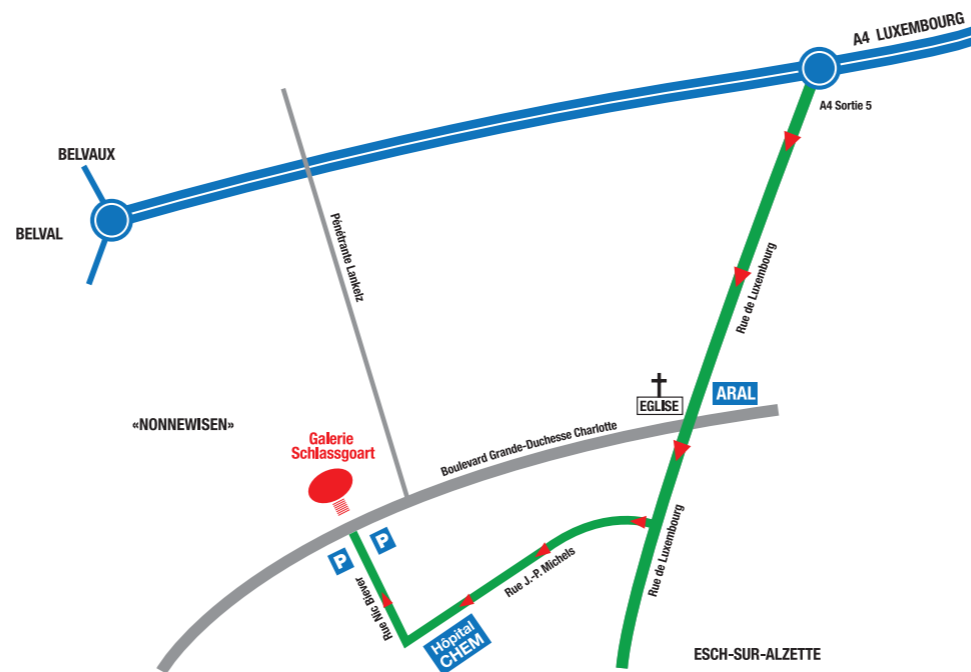 A4 LUXEMBOURG
A4 Sortie 5
BELVAUX
BELVAL
Pénétrante Lankelz
Rue de Luxembourg
ARAL
EGLISE
«NONNEWISEN»
Galerie
Schlassgoart
Boulevard Grande-Duchesse Charlotte
P
P
Rue Nic Biever
Rue J.-P. Michels
Rue de Luxembourg
Hôpital
CHEM
ESCH-SUR-ALZETTE